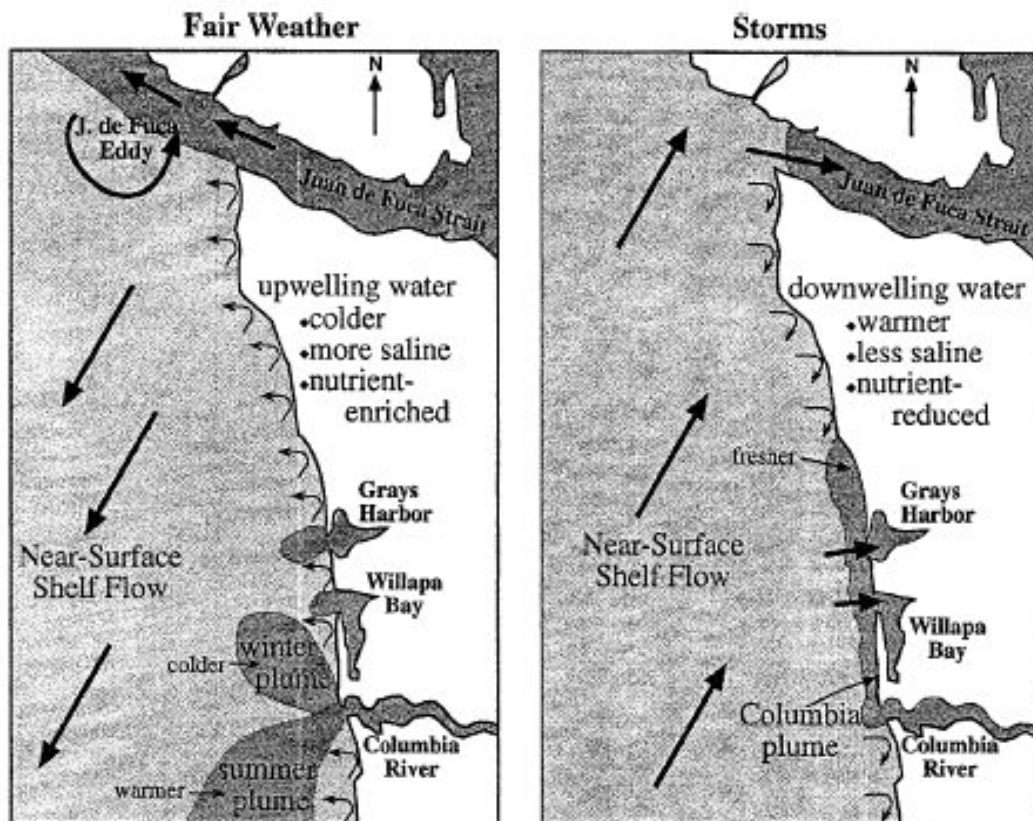 Fair Weather
N
J. de Fuca
Eddy
Juan de Fuca Strait
upwelling water
•colder
•more saline
•nutrient-
enriched
Grays
Harbor
Near-Surface
Shelf Flow
Willapa
Bay
colder
winter
plume
Columbia
River
summer
plume
warmer
Storms
N
Juan de Fuca Strait
downwelling water
•warmer
•less saline
•nutrient-
reduced
fresher
Grays
Harbor
Near-Surface
Shelf Flow
Willapa
Bay
Columbia
plume
Columbia
River